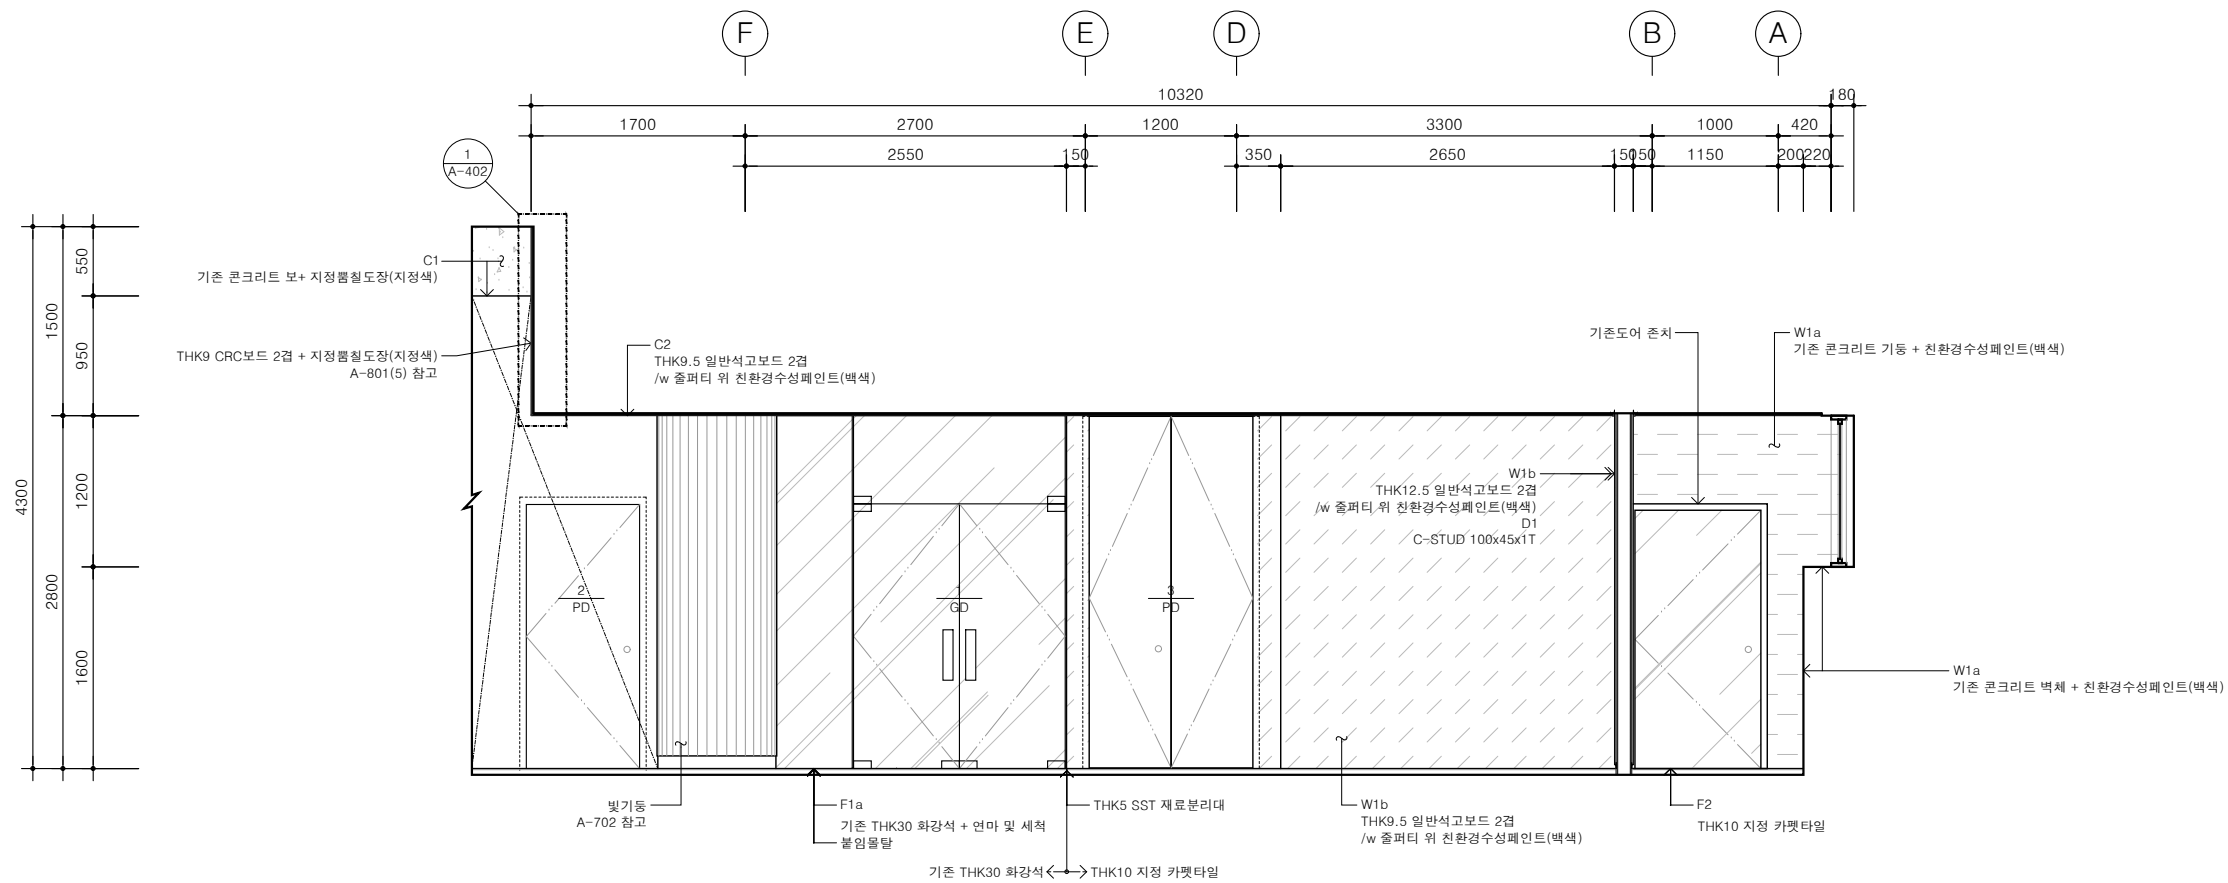 F
E
D
B
A
10320
180
1700
2700
1200
3300
1000
420
2550
150
350
2650
150
150
1150
200
220
1
A-402
550
1500
950
4300
1200
2800
1600
C1
기존 콘크리트 보+ 지정뿜칠도장(지정색)
THK9 CRC보드 2겹 + 지정뿜칠도장(지정색)
A-801(5) 참고
C2
THK9.5 일반석고보드 2겹
/w 줄퍼티 위 친환경수성페인트(백색)
기존도어 존치
W1a
기존 콘크리트 기둥 + 친환경수성페인트(백색)
W1b
THK12.5 일반석고보드 2겹
/w 줄퍼티 위 친환경수성페인트(백색)
D1
C-STUD 100x45x1T
2
PD
1
GD
3
PD
W1a
기존 콘크리트 벽체 + 친환경수성페인트(백색)
빛기둥
A-702 참고
F1a
기존 THK30 화강석 + 연마 및 세척
붙임몰탈
THK5 SST 재료분리대
기존 THK30 화강석
THK10 지정 카펫타일
W1b
THK9.5 일반석고보드 2겹
/w 줄퍼티 위 친환경수성페인트(백색)
F2
THK10 지정 카펫타일